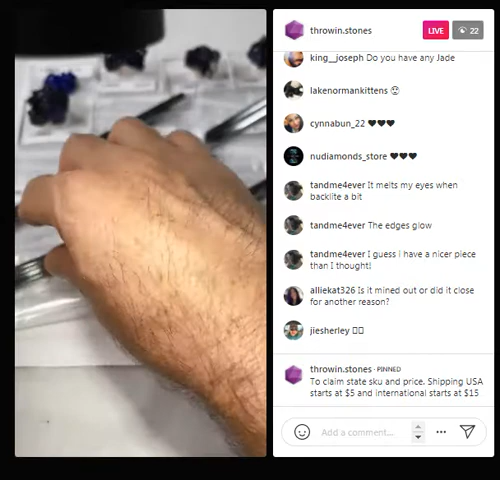 throwin.stones
LIVE
22
king__joseph Do you have any Jade
lakenormankittens
cynnabun_22 ♥♥♥
nudiamonds_store ♥♥♥
tandme4ever It melts my eyes when
backlite a bit
tandme4ever The edges glow
tandme4ever I guess i have a nicer piece
than I thought!
alliekat326 Is it mined out or did it close
for another reason?
jiesherley
throwin.stones · PINNED
To claim state sku and price. Shipping USA
starts at $5 and international starts at $15
Add a comment...